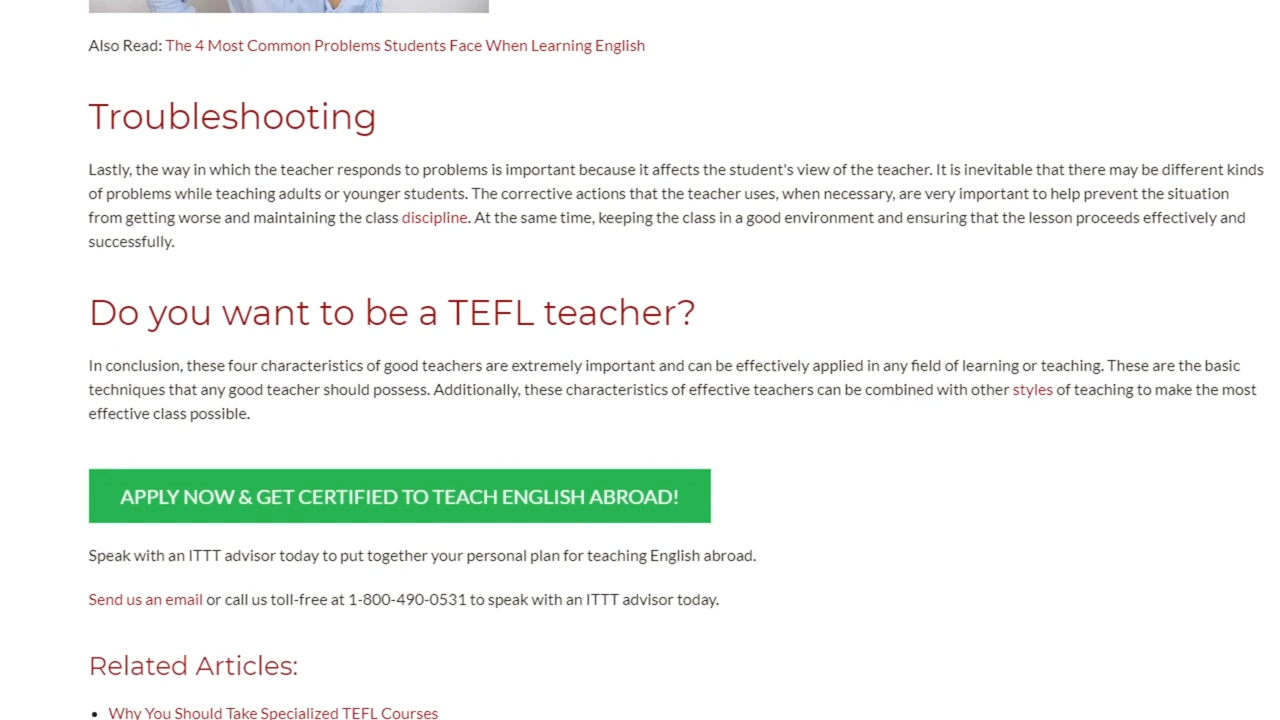 Also Read: The 4 Most Common Problems Students Face When Learning English
Troubleshooting
Lastly, the way in which the teacher responds to problems is important because it affects the student's view of the teacher. It is inevitable that there may be different kinds
of problems while teaching adults or younger students. The corrective actions that the teacher uses, when necessary, are very important to help prevent the situation
from getting worse and maintaining the class discipline. At the same time, keeping the class in a good environment and ensuring that the lesson proceeds effectively and
successfully.
Do you want to be a TEFL teacher?
In conclusion, these four characteristics of good teachers are extremely important and can be effectively applied in any field of learning or teaching. These are the basic
techniques that any good teacher should possess. Additionally, these characteristics of effective teachers can be combined with other styles of teaching to make the most
effective class possible.
APPLY NOW & GET CERTIFIED TO TEACH ENGLISH ABROAD!
Speak with an ITTT advisor today to put together your personal plan for teaching English abroad.
Send us an email or call us toll-free at 1-800-490-0531 to speak with an ITTT advisor today.
Related Articles:
• Why You Should Take Specialized TEFL Courses